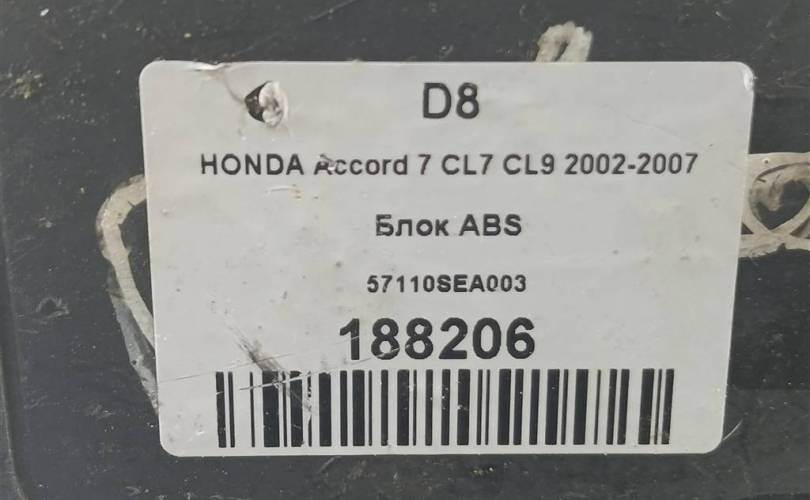 D8
HONDA Accord 7 CL7 CL9 2002-2007
Блок ABS
57110SEA003
188206